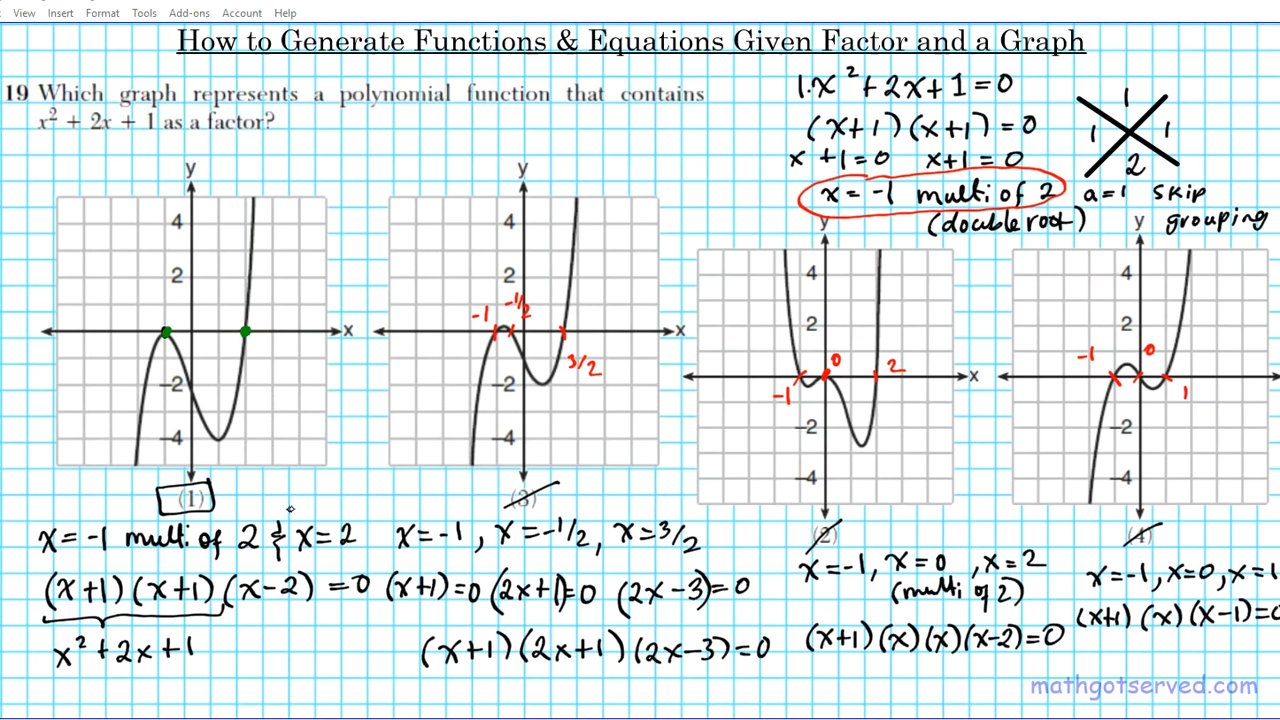 View Insert Format Tools Add-ons Account Help
How to Generate Functions & Equations Given Factor and a Graph
19 Which graph represents a polynomial function that contains
x² + 2x + 1 as a factor?
1·x² + 2x + 1 = 0
(x+1)(x+1) = 0
x + 1 = 0 x + 1 = 0
x = -1 multi of 2
(double root)
1
1 1
2
a = 1 skip
grouping
y
4
2
x
-2
-4
(1)
y
4
2
-1 -1/2
x
3/2
-2
-4
(3)
y
4
2
0
2
x
-1
-2
-4
(2)
y
4
2
-1 0
1
-2
-4
(4)
x = -1 multi of 2 & x = 2
(x+1)(x+1)(x-2) = 0
x² + 2x + 1
x = -1, x = -1/2, x = 3/2
(x+1)=0 (2x+1)=0 (2x-3)=0
(x+1)(2x+1)(2x-3)=0
x = -1, x = 0, x = 2
(multi of 2)
(x+1)(x)(x)(x-2)=0
x = -1, x = 0, x = 1
(x+1)(x)(x-1)=0
mathgotserved.com